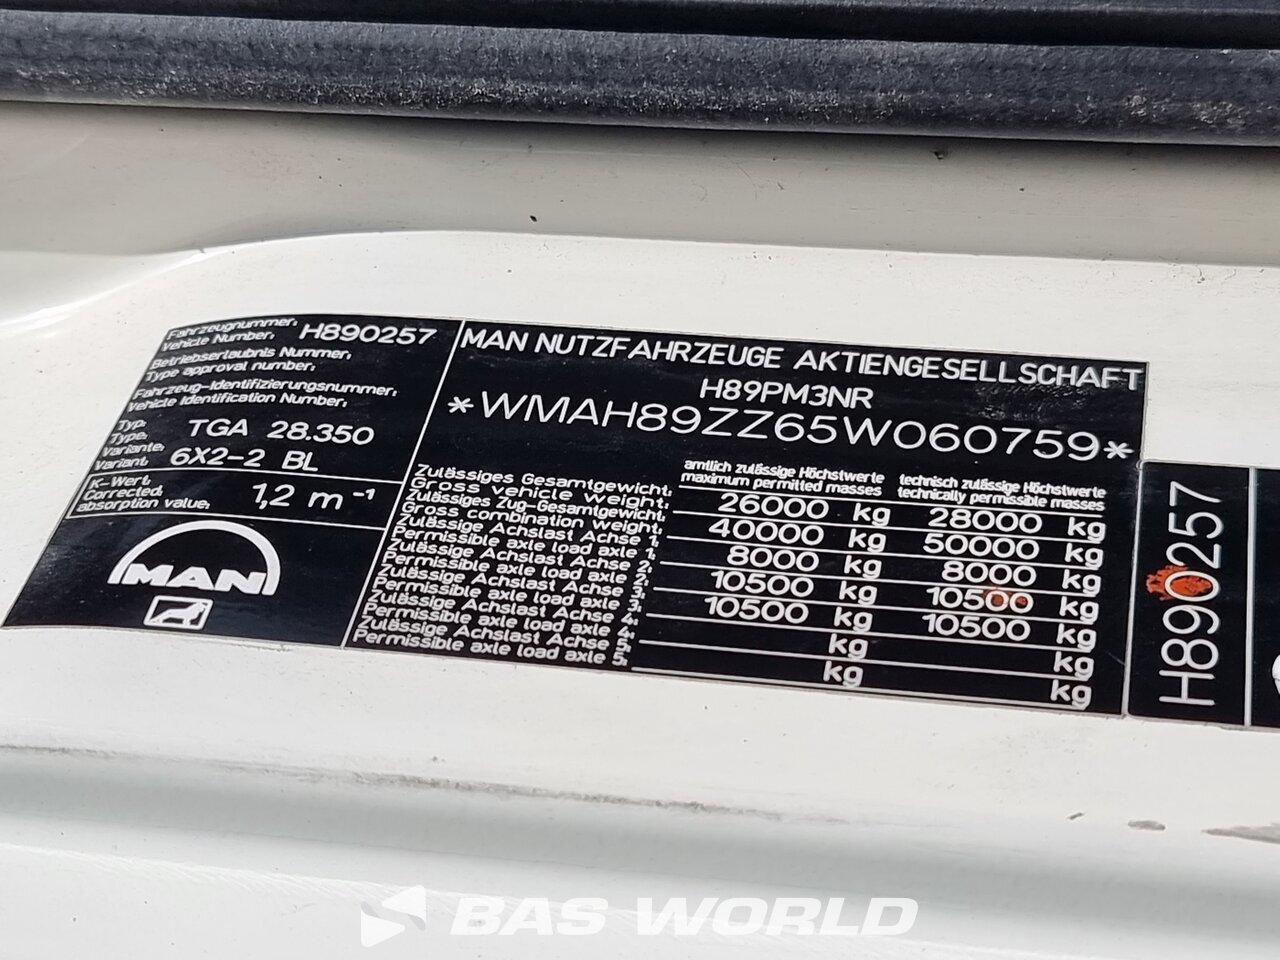 Fahrzeugnummer:
Vehicle Number: H890257
Betriebserlaubnis Nummer:
Type approval number:
Fahrzeug-Identifizierungsnummer:
Vehicle Identification Number:
Typ:
Type: TGA 28.350
Variante:
Variant: 6X2-2 BL
K-Wert:
Corrected
absorption value: 1,2 m⁻¹
MAN
MAN NUTZFAHRZEUGE AKTIENGESELLSCHAFT
H89PM3NR
*WMAH89ZZ65W060759*
amtlich zulässige Höchstwerte technisch zulässige Höchstwerte
maximum permitted masses technically permissible masses
Zulässiges Gesamtgewicht:
Gross vehicle weight: 26000 kg 28000 kg
Zulässiges Zug-Gesamtgewicht:
Gross combination weight: 40000 kg 50000 kg
Zulässige Achslast Achse 1:
Permissible axle load axle 1: 8000 kg 8000 kg
Zulässige Achslast Achse 2:
Permissible axle load axle 2: 10500 kg 10500 kg
Zulässige Achslast Achse 3:
Permissible axle load axle 3: 10500 kg 10500 kg
Zulässige Achslast Achse 4:
Permissible axle load axle 4: kg kg
Zulässige Achslast Achse 5:
Permissible axle load axle 5: kg kg
H890257
BAS WORLD